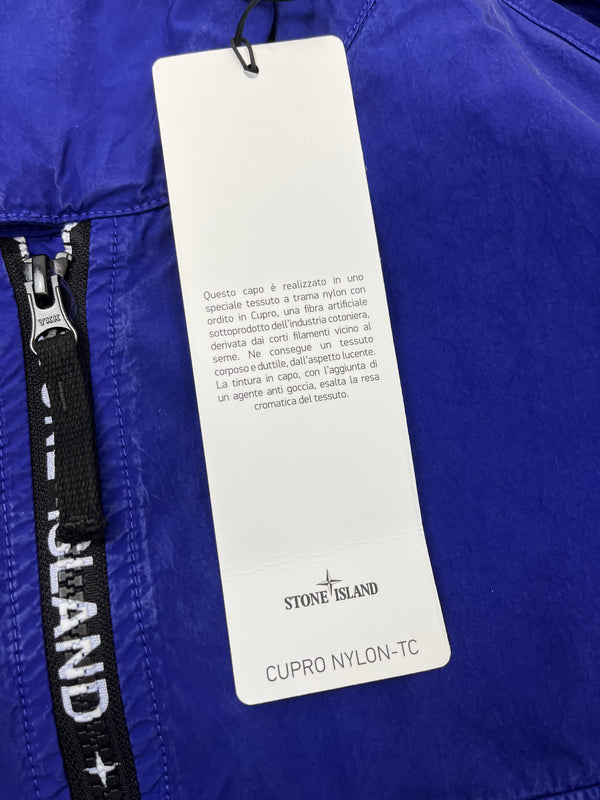 Questo capo è realizzato in uno
speciale tessuto a trama nylon con
ordito in Cupro, una fibra artificiale
sottoprodotto dell'industria cotoniera,
derivata dai corti filamenti vicino al
seme. Ne consegue un tessuto
corposo e duttile, dall'aspetto lucente.
La tintura in capo, con l'aggiunta di
un agente anti goccia, esalta la resa
cromatica del tessuto.
STONE ISLAND
CUPRO NYLON-TC
ISLAND